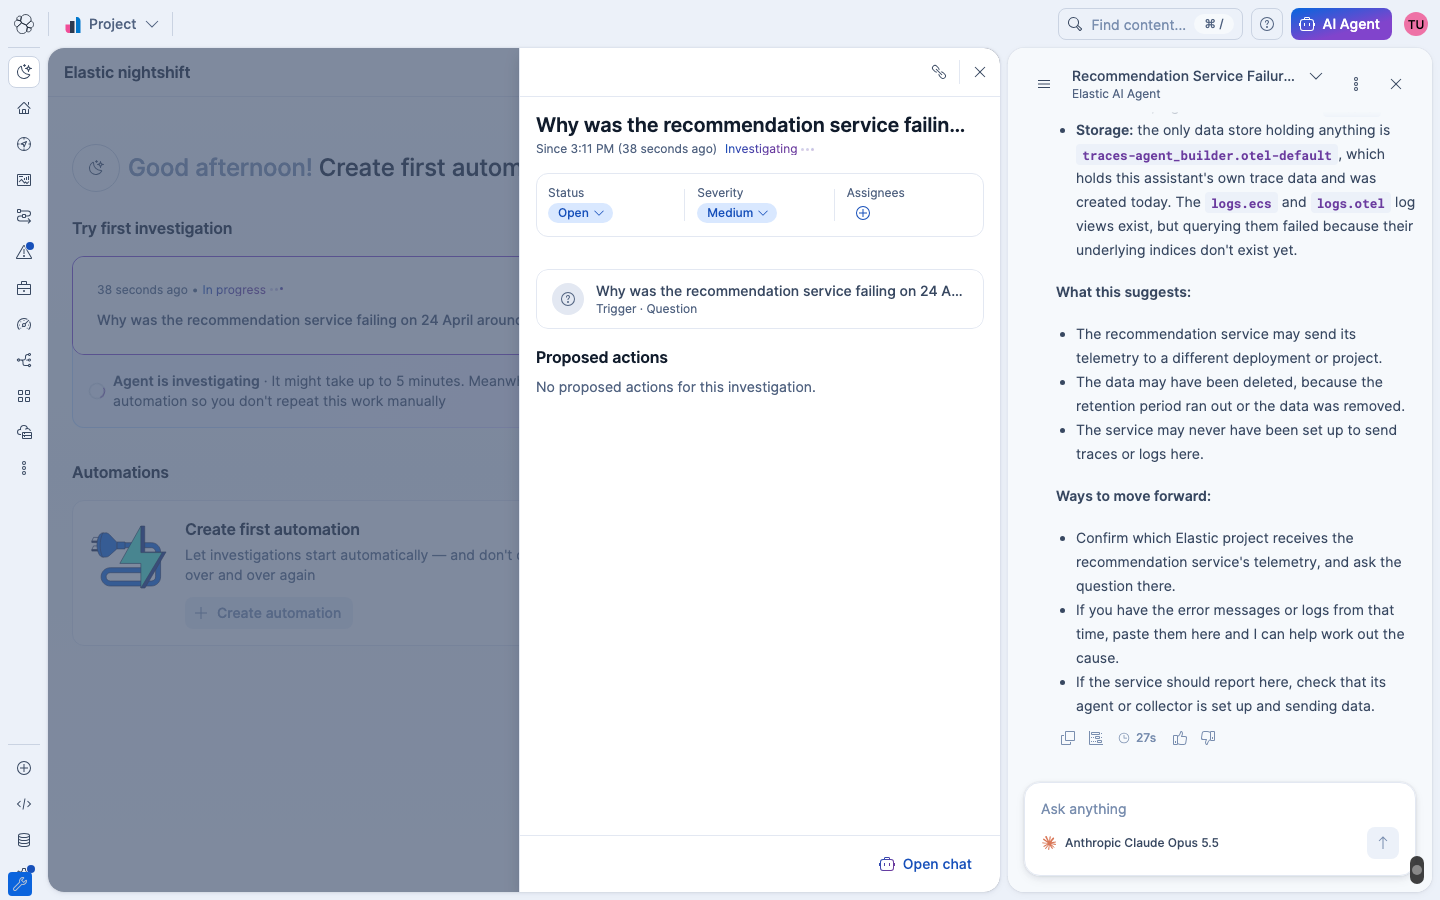 Project
Find content...
⌘ /
AI Agent
TU
Elastic nightshift
Good afternoon! Create first autom
Try first investigation
38 seconds ago • In progress
Why was the recommendation service failing on 24 April around
Agent is investigating · It might take up to 5 minutes. Meanwh
automation so you don't repeat this work manually
Automations
Create first automation
Let investigations start automatically — and don't
over and over again
Create automation
Why was the recommendation service failin...
Since 3:11 PM (38 seconds ago) Investigating
Status
Open
Severity
Medium
Assignees
Why was the recommendation service failing on 24 A...
Trigger · Question
Proposed actions
No proposed actions for this investigation.
Open chat
Recommendation Service Failur...
Elastic AI Agent
• Storage: the only data store holding anything is
traces-agent_builder.otel-default , which
holds this assistant's own trace data and was
created today. The logs.ecs and logs.otel log
views exist, but querying them failed because their
underlying indices don't exist yet.
What this suggests:
• The recommendation service may send its
telemetry to a different deployment or project.
• The data may have been deleted, because the
retention period ran out or the data was removed.
• The service may never have been set up to send
traces or logs here.
Ways to move forward:
• Confirm which Elastic project receives the
recommendation service's telemetry, and ask the
question there.
• If you have the error messages or logs from that
time, paste them here and I can help work out the
cause.
• If the service should report here, check that its
agent or collector is set up and sending data.
27s
Ask anything
Anthropic Claude Opus 5.5